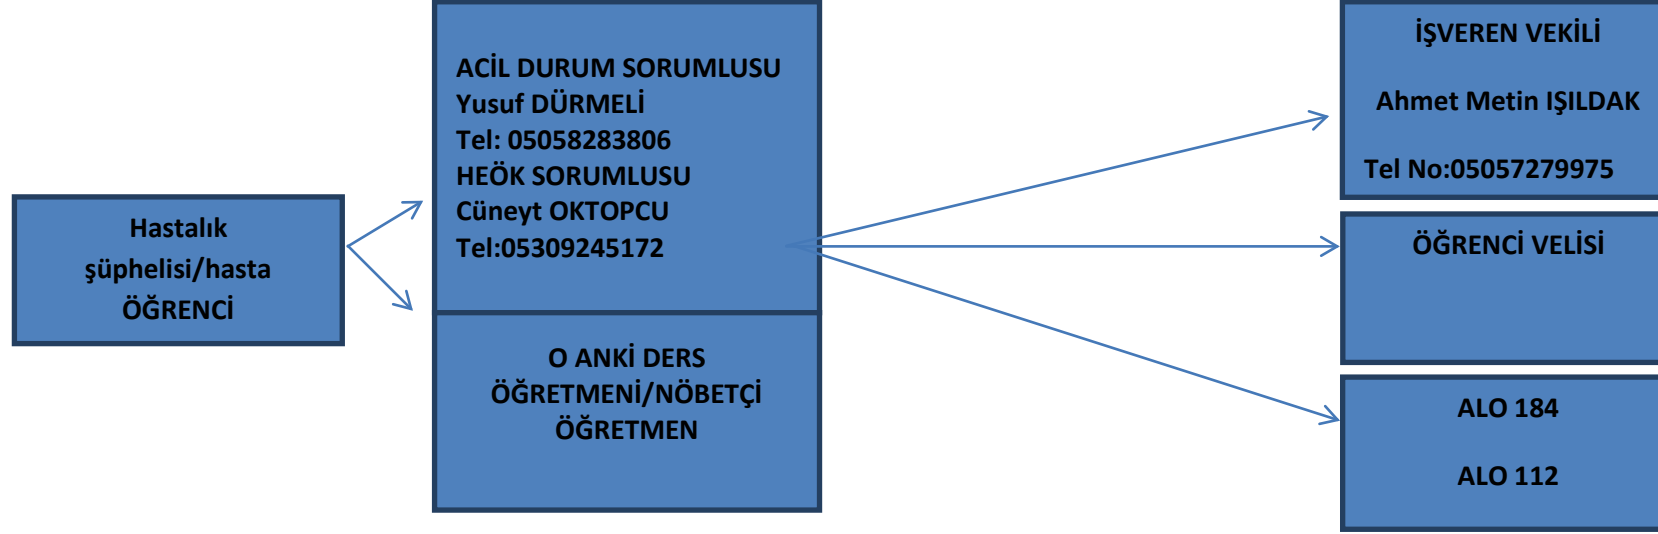 Hastalık
şüphelisi/hasta
ÖĞRENCİ
ACİL DURUM SORUMLUSU
Yusuf DÜRMELİ
Tel: 05058283806
HEÖK SORUMLUSU
Cüneyt OKTOPCU
Tel:05309245172
O ANKİ DERS
ÖĞRETMENİ/NÖBETÇİ
ÖĞRETMEN
İŞVEREN VEKİLİ
Ahmet Metin IŞILDAK
Tel No:05057279975
ÖĞRENCİ VELİSİ
ALO 184
ALO 112